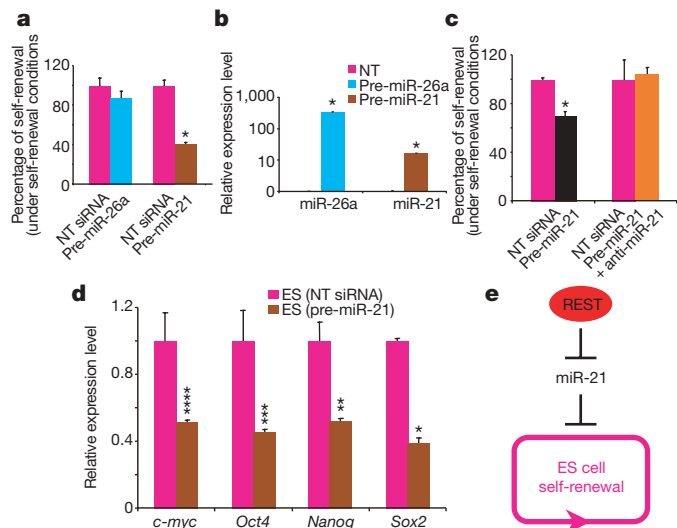 a
Percentage of self-renewal
(under self-renewal conditions
120
80
40
0
*
NT siRNA
Pre-miR-26a
NT siRNA
Pre-miR-21
b
Relative expression level
NT
Pre-miR-26a
Pre-miR-21
1,000
100
10
0
*
*
miR-26a
miR-21
c
Percentage of self-renewal
(under self-renewal conditions
120
80
40
0
*
NT siRNA
Pre-miR-21
NT siRNA
Pre-miR-21
+ anti-miR-21
d
Relative expression level
ES (NT siRNA)
ES (pre-miR-21)
1.2
0.8
0.4
0
****
***
**
*
c-myc
Oct4
Nanog
Sox2
e
REST
miR-21
ES cell
self-renewal